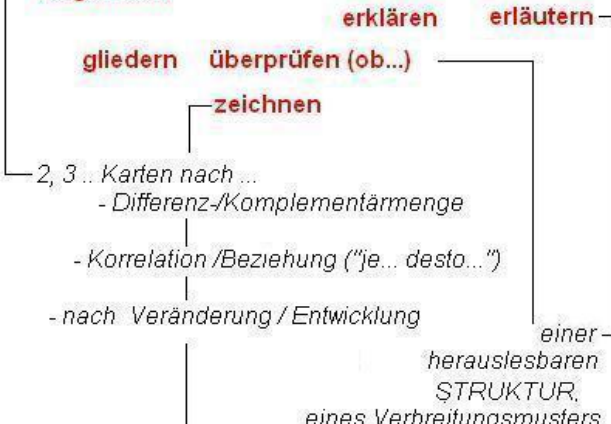 erklären erläutern
gliedern überprüfen (ob...)
zeichnen
2, 3 .. Karten nach ...
- Differenz-/Komplementärmenge
- Korrelation /Beziehung ("je... desto...")
- nach Veränderung / Entwicklung
einer
herauslesbaren
STRUKTUR,
eines Verbreitungsmusters